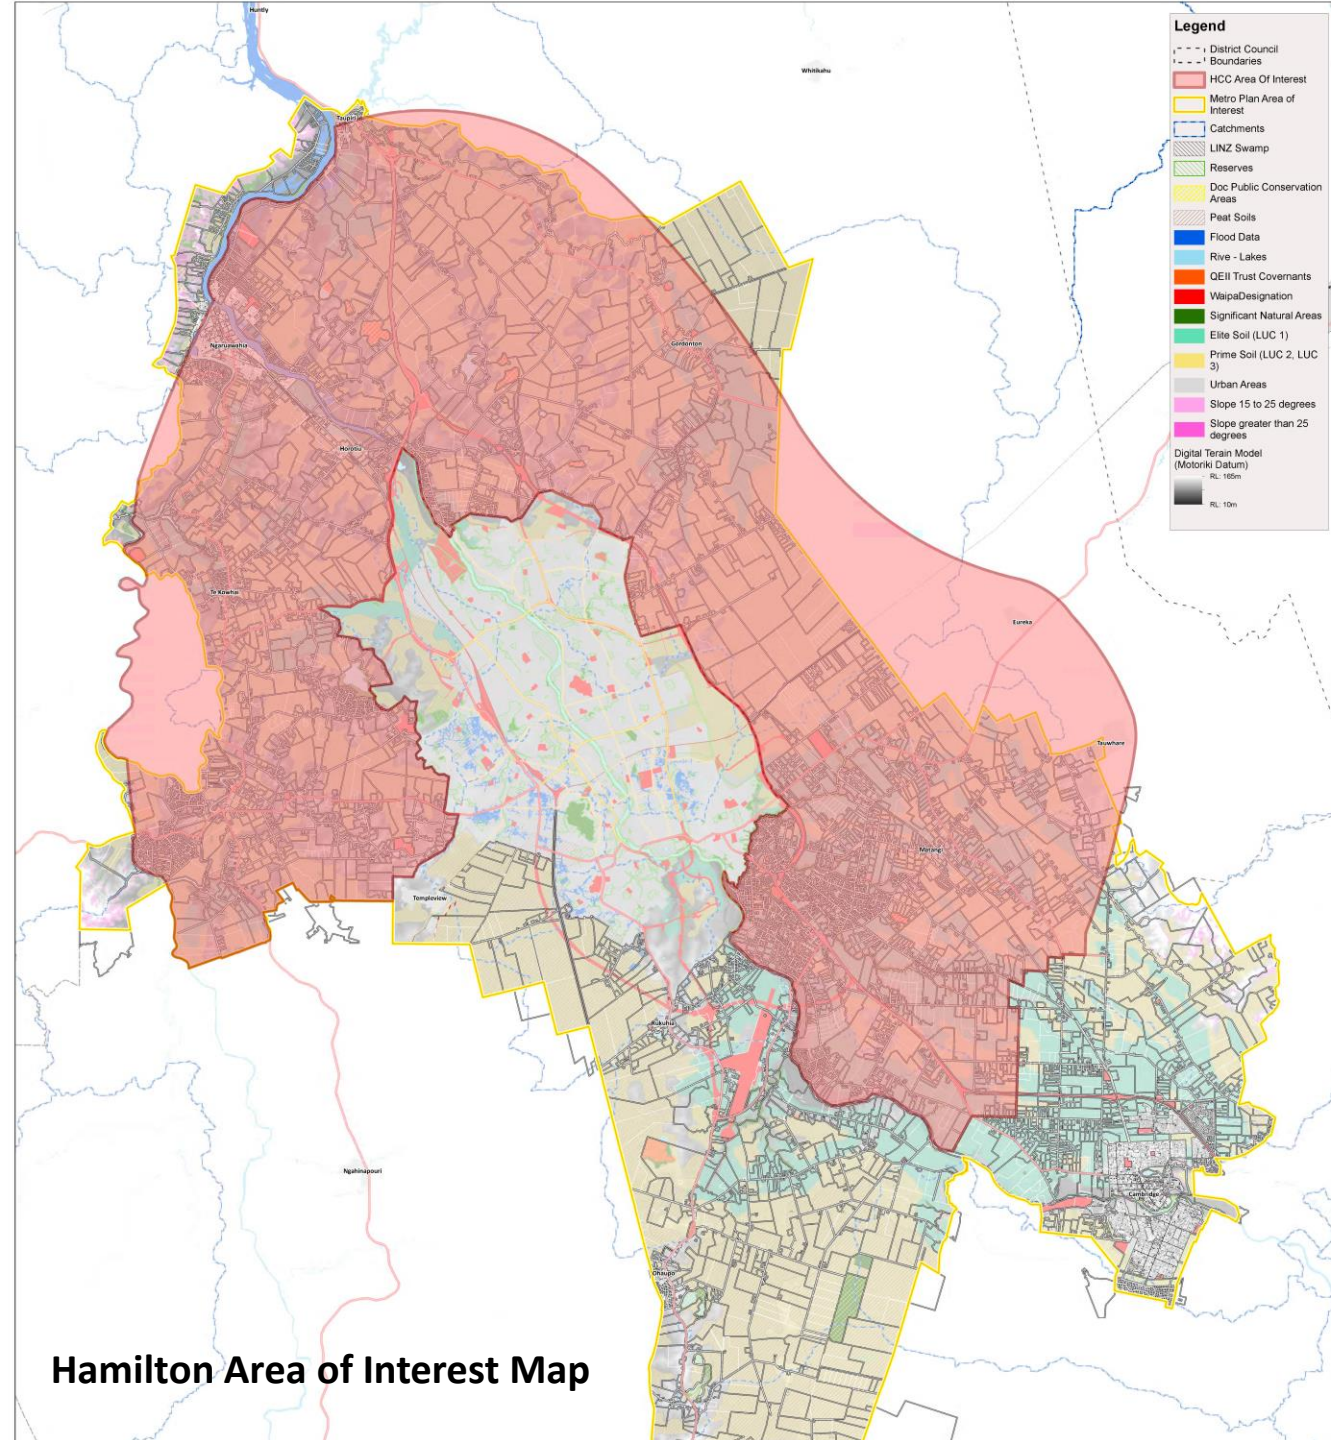 Huntly
Whitikahu
Taupiri
Ngaruawahia
Gordonton
Horotiu
Te Kowhai
Eureka
Tauwhare
Matangi
Templeview
Rukuhia
Ngahinapouri
Cambridge
Ohaupo
Legend
District Council
Boundaries
HCC Area Of Interest
Metro Plan Area of
Interest
Catchments
LINZ Swamp
Reserves
Doc Public Conservation
Areas
Peat Soils
Flood Data
Rive - Lakes
QEII Trust Covernants
WaipaDesignation
Significant Natural Areas
Elite Soil (LUC 1)
Prime Soil (LUC 2, LUC
3)
Urban Areas
Slope 15 to 25 degrees
Slope greater than 25
degrees
Digital Terain Model
(Motoriki Datum)
RL: 165m
RL: 10m
Hamilton Area of Interest Map